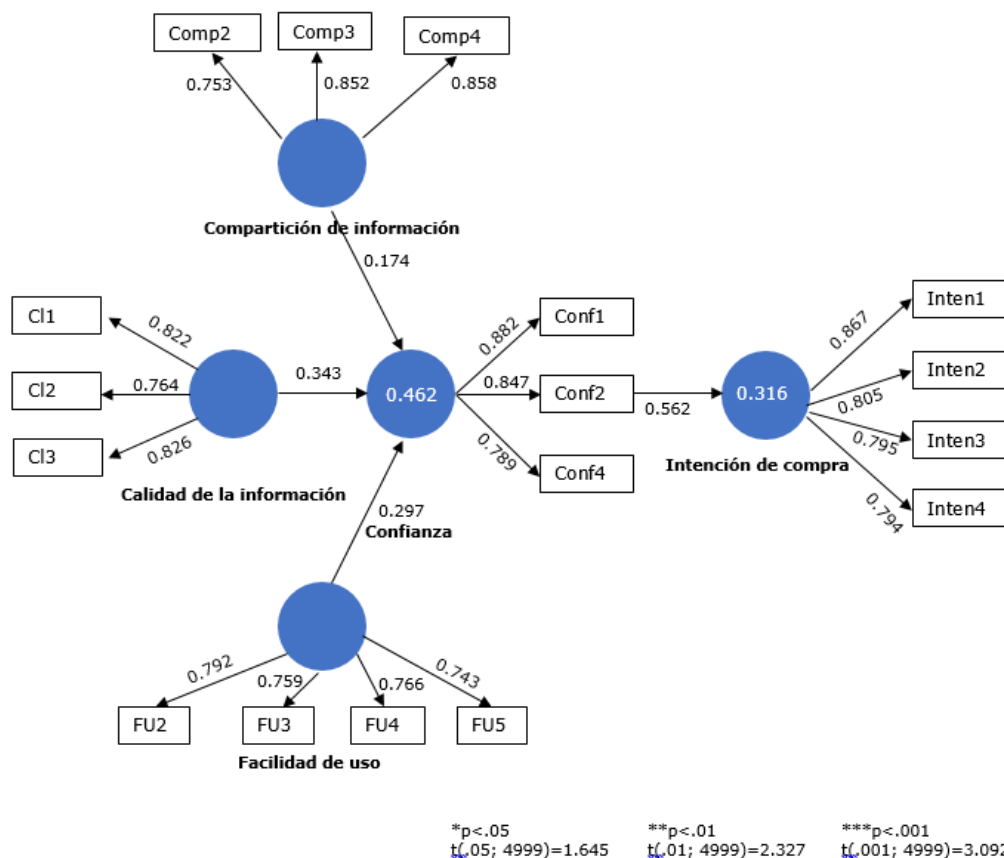 Comp2
Comp3
Comp4
0.753
0.852
0.858
Compartición de información
0.174
Cl1
Cl2
Cl3
0.822
0.764
0.826
Calidad de la información
0.343
0.462
Confianza
0.882
0.847
0.789
Conf1
Conf2
Conf4
0.562
0.316
Intención de compra
0.867
0.805
0.795
0.794
Inten1
Inten2
Inten3
Inten4
0.297
0.792
0.759
0.766
0.743
FU2
FU3
FU4
FU5
Facilidad de uso
*p<.05
t(.05; 4999)=1.645
**p<.01
t(.01; 4999)=2.327
***p<.001
t(.001; 4999)=3.092